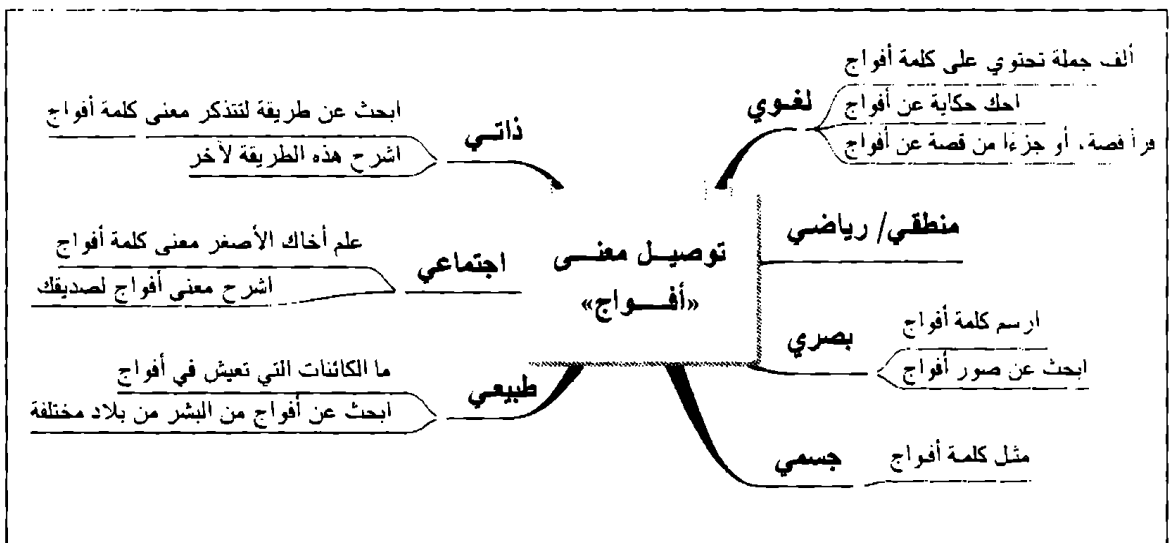 توصيل معنى
«أفواج»
لغوي
ألف جملة تحتوي على كلمة أفواج
احك حكاية عن أفواج
قرأ قصة، أو جزءًا من قصة عن أفواج
منطقي/ رياضي
بصري
ارسم كلمة أفواج
ابحث عن صور أفواج
جسمي
مثل كلمة أفواج
ذاتي
ابحث عن طريقة لتتذكر معنى كلمة أفواج
اشرح هذه الطريقة لآخر
اجتماعي
علم أخاك الأصغر معنى كلمة أفواج
اشرح معنى أفواج لصديقك
طبيعي
ما الكائنات التي تعيش في أفواج
ابحث عن أفواج من البشر من بلاد مختلفة